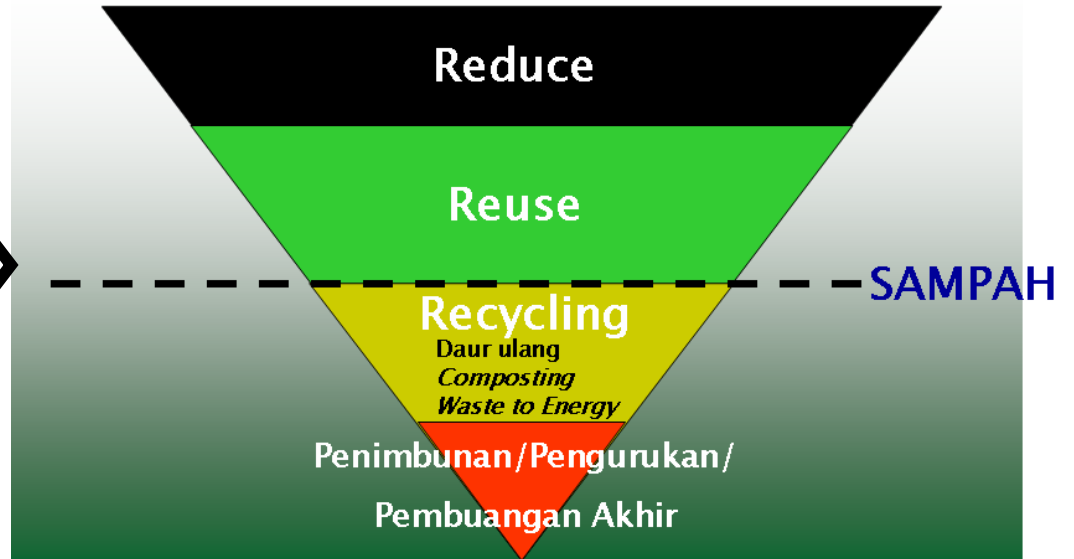 Reduce
Reuse
SAMPAH
Recycling
Daur ulang
Composting
Waste to Energy
Penimbunan/Pengurukan/
Pembuangan Akhir